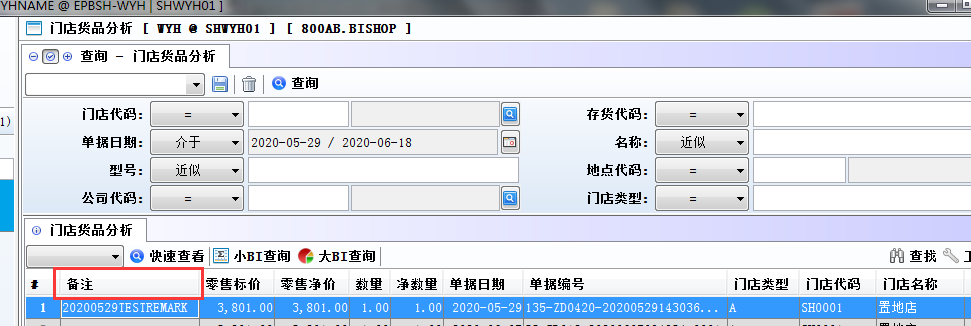 YHNAME @ EPBSH-WYH | SHWYH01 ]
门店货品分析 [ WYH @ SHWYH01 ] [ 800AB.BISHOP ]
查询 - 门店货品分析
查询
门店代码： = 存货代码： =
单据日期： 介于 2020-05-29 / 2020-06-18 名称： 近似
1)
型号： 近似 地点代码： =
公司代码： = 门店类型： =
门店货品分析
快速查看 小BI查询 大BI查询 查找
# 备注 零售标价 零售净价 数量 净数量 单据日期 单据编号 门店类型 门店代码 门店名称
1 20200529TESTREMARK 3,801.00 3,801.00 1.00 1.00 2020-05-29 135-ZD0420-20200529143036... A SH0001 置地店